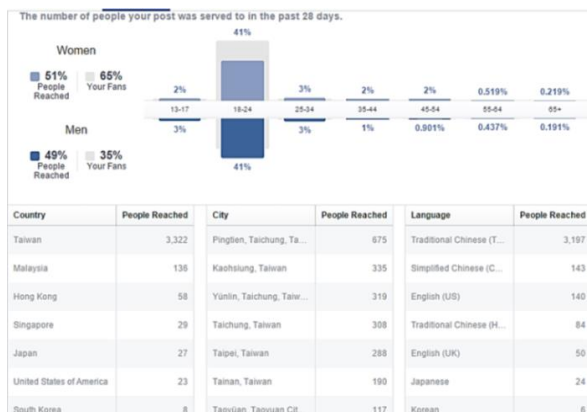 The number of people your post was served to in the past 28 days.
41%
Women
51% 65%
People Reached Your Fans
2% 3% 2% 2% 0.519% 0.219%
13-17 18-24 25-34 35-44 45-54 55-64 65+
3% 3% 1% 0.901% 0.437% 0.191%
Men
49% 35%
People Reached Your Fans
41%
Country People Reached City People Reached Language People Reached
Taiwan 3,322 Pingtien, Taichung, Ta... 675 Traditional Chinese (T... 3,197
Malaysia 136 Kaohsiung, Taiwan 335 Simplified Chinese (C... 143
Hong Kong 58 Yünlin, Taichung, Taiw... 319 English (US) 140
Singapore 29 Taichung, Taiwan 308 Traditional Chinese (H... 84
Japan 27 Taipei, Taiwan 288 English (UK) 50
United States of America 23 Tainan, Taiwan 190 Japanese 24
South Korea 8 Taoyüan, Taoyuan Cit... 117 Korean